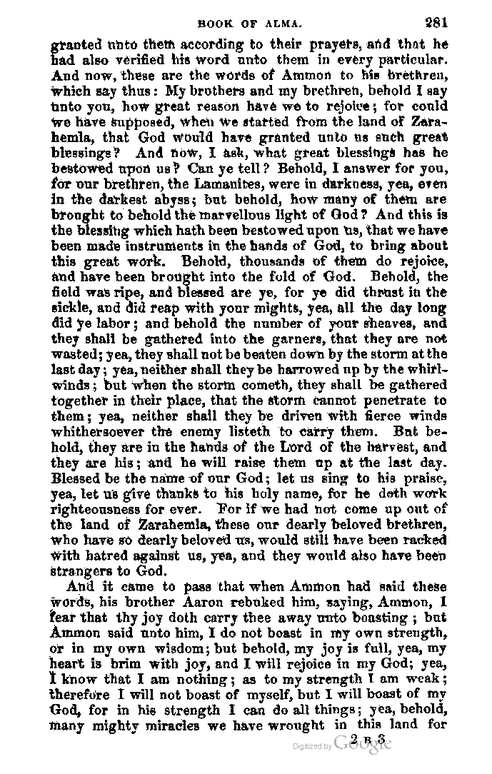 BOOK OF ALMA. 281
granted unto them according to their prayers, and that he
had also verified his word unto them in every particular.
And now, these are the words of Ammon to his brethren,
which say thus: My brothers and my brethren, behold I say
unto you, how great reason have we to rejoice; for could
we have supposed, when we started from the land of Zara-
hemla, that God would have granted unto us such great
blessings? And now, I ask, what great blessings has he
bestowed upon us? Can ye tell? Behold, I answer for you,
for our brethren, the Lamanites, were in darkness, yea, even
in the darkest abyss; but behold, how many of them are
brought to behold the marvellous light of God? And this is
the blessing which hath been bestowed upon us, that we have
been made instruments in the hands of God, to bring about
this great work. Behold, thousands of them do rejoice,
and have been brought into the fold of God. Behold, the
field was ripe, and blessed are ye, for ye did thrust in the
sickle, and did reap with your mights, yea, all the day long
did ye labor; and behold the number of your sheaves, and
they shall be gathered into the garners, that they are not
wasted; yea, they shall not be beaten down by the storm at the
last day; yea, neither shall they be harrowed up by the whirl-
winds; but when the storm cometh, they shall be gathered
together in their place, that the storm cannot penetrate to
them; yea, neither shall they be driven with fierce winds
whithersoever the enemy listeth to carry them. But be-
hold, they are in the hands of the Lord of the harvest, and
they are his; and he will raise them up at the last day.
Blessed be the name of our God; let us sing to his praise,
yea, let us give thanks to his holy name, for he doth work
righteousness for ever. For if we had not come up out of
the land of Zarahemla, these our dearly beloved brethren,
who have so dearly beloved us, would still have been racked
with hatred against us, yea, and they would also have been
strangers to God.
And it came to pass that when Ammon had said these
words, his brother Aaron rebuked him, saying, Ammon, I
fear that thy joy doth carry thee away unto boasting; but
Ammon said unto him, I do not boast in my own strength,
or in my own wisdom; but behold, my joy is full, yea, my
heart is brim with joy, and I will rejoice in my God; yea,
I know that I am nothing; as to my strength I am weak;
therefore I will not boast of myself, but I will boast of my
God, for in his strength I can do all things; yea, behold,
many mighty miracles we have wrought in this land for
2 B 3
Digitized by Google